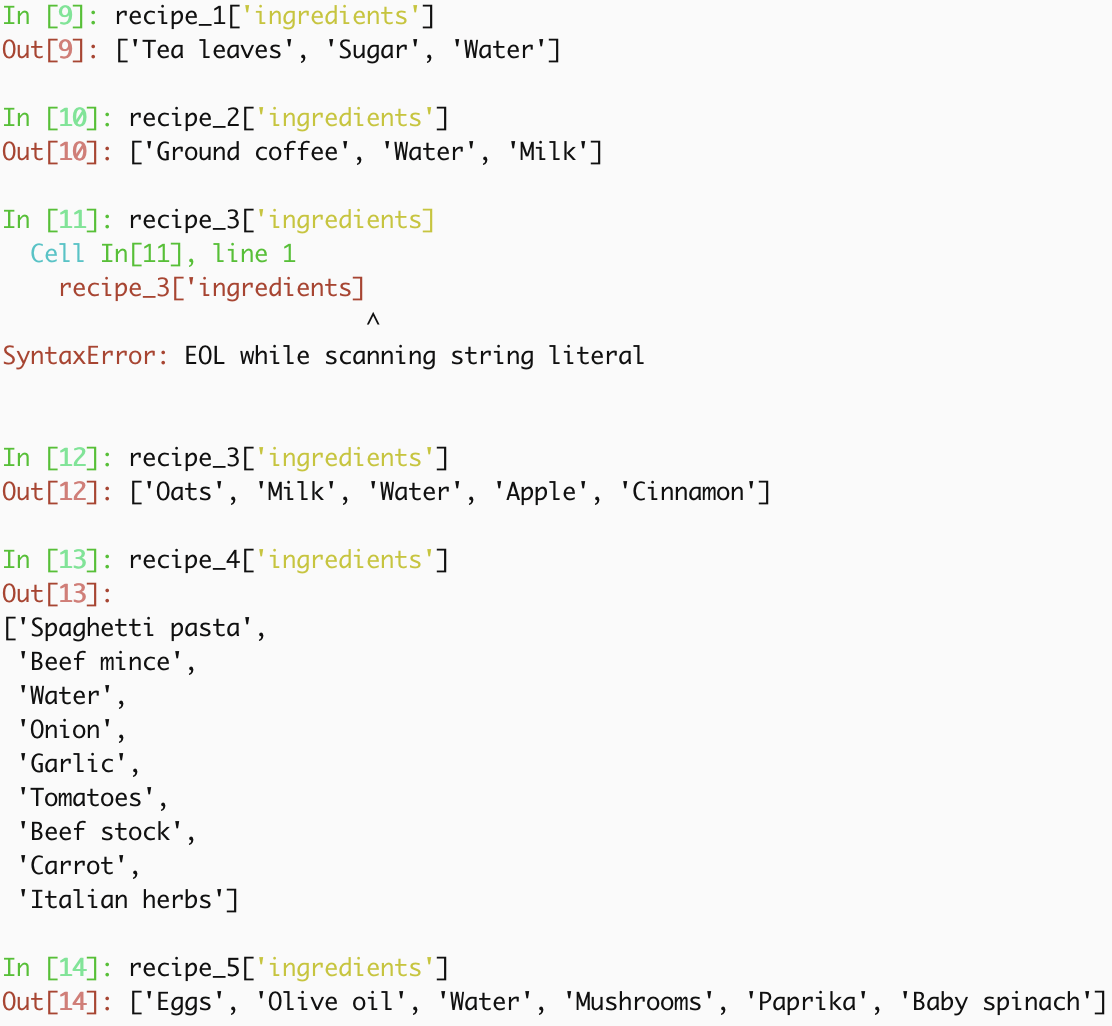 In [9]: recipe_1['ingredients']
Out[9]: ['Tea leaves', 'Sugar', 'Water']
In [10]: recipe_2['ingredients']
Out[10]: ['Ground coffee', 'Water', 'Milk']
In [11]: recipe_3['ingredients]
  Cell In[11], line 1
    recipe_3['ingredients]
                          ^
SyntaxError: EOL while scanning string literal
In [12]: recipe_3['ingredients']
Out[12]: ['Oats', 'Milk', 'Water', 'Apple', 'Cinnamon']
In [13]: recipe_4['ingredients']
Out[13]:
['Spaghetti pasta',
 'Beef mince',
 'Water',
 'Onion',
 'Garlic',
 'Tomatoes',
 'Beef stock',
 'Carrot',
 'Italian herbs']
In [14]: recipe_5['ingredients']
Out[14]: ['Eggs', 'Olive oil', 'Water', 'Mushrooms', 'Paprika', 'Baby spinach']